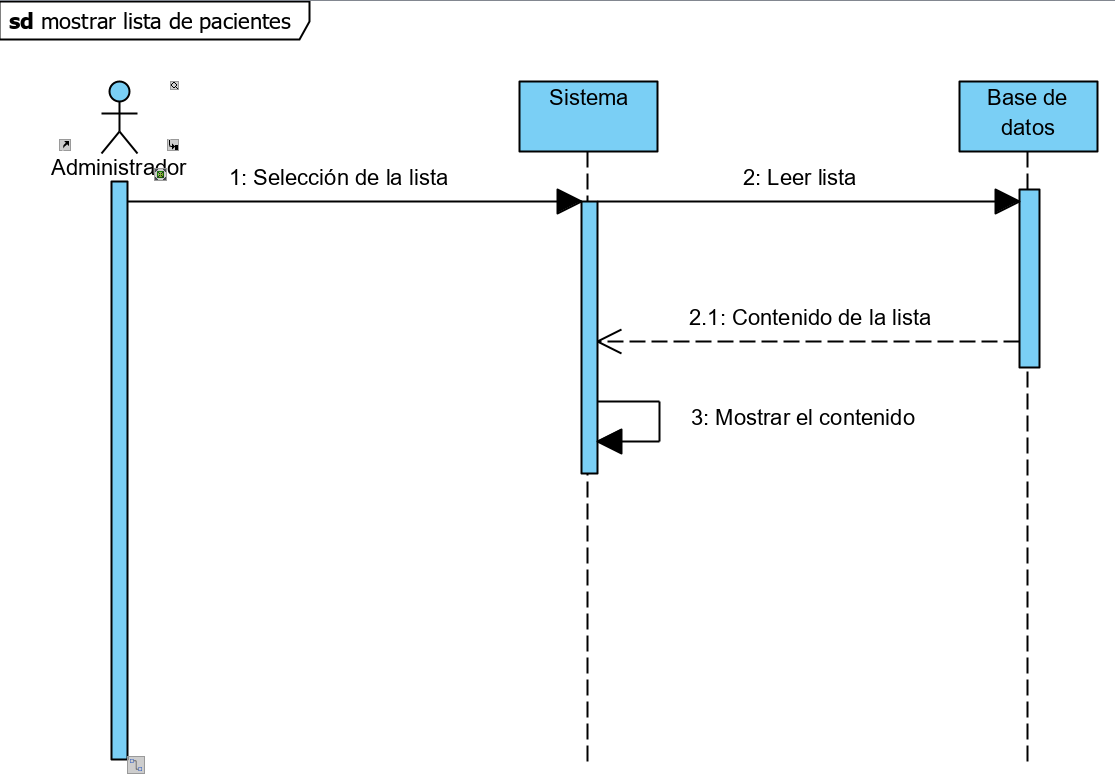 sd mostrar lista de pacientes
Sistema
Base de
datos
Administrador
1: Selección de la lista
2: Leer lista
2.1: Contenido de la lista
3: Mostrar el contenido